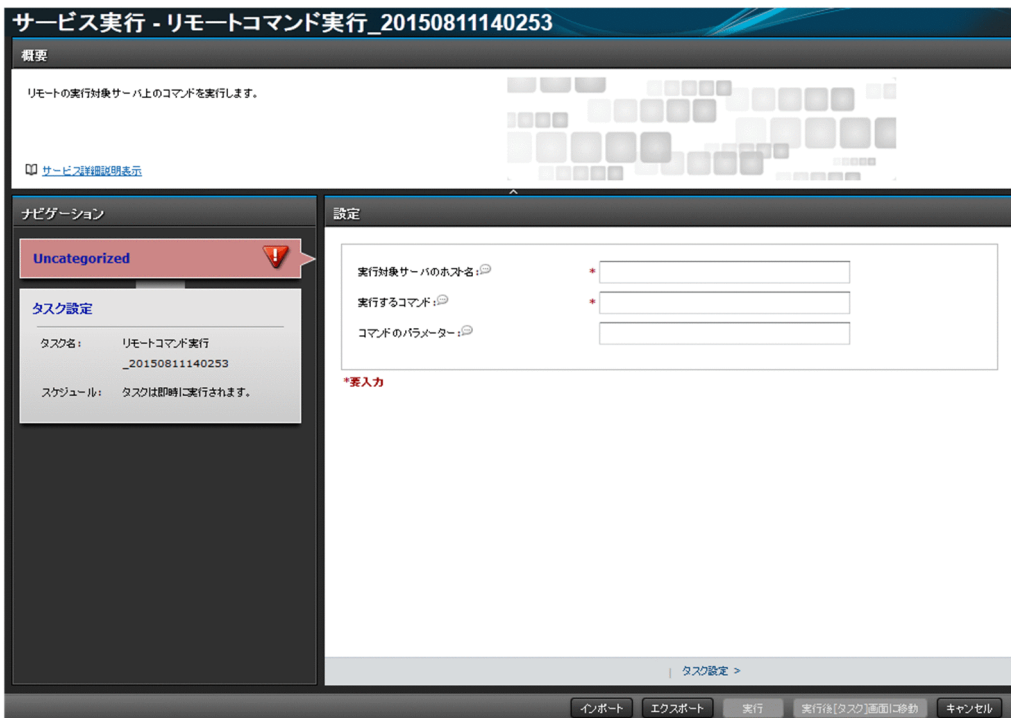 サービス実行 - リモートコマンド実行_20150811140253
概要
リモートの実行対象サーバ上のコマンドを実行します。
サービス詳細説明表示
ナビゲーション
Uncategorized
タスク設定
タスク名: リモートコマンド実行
_20150811140253
スケジュール: タスクは即時に実行されます。
設定
実行対象サーバのホスト名: *
実行するコマンド: *
コマンドのパラメーター:
*要入力
タスク設定 >
インポート エクスポート 実行 実行後[タスク]画面に移動 キャンセル